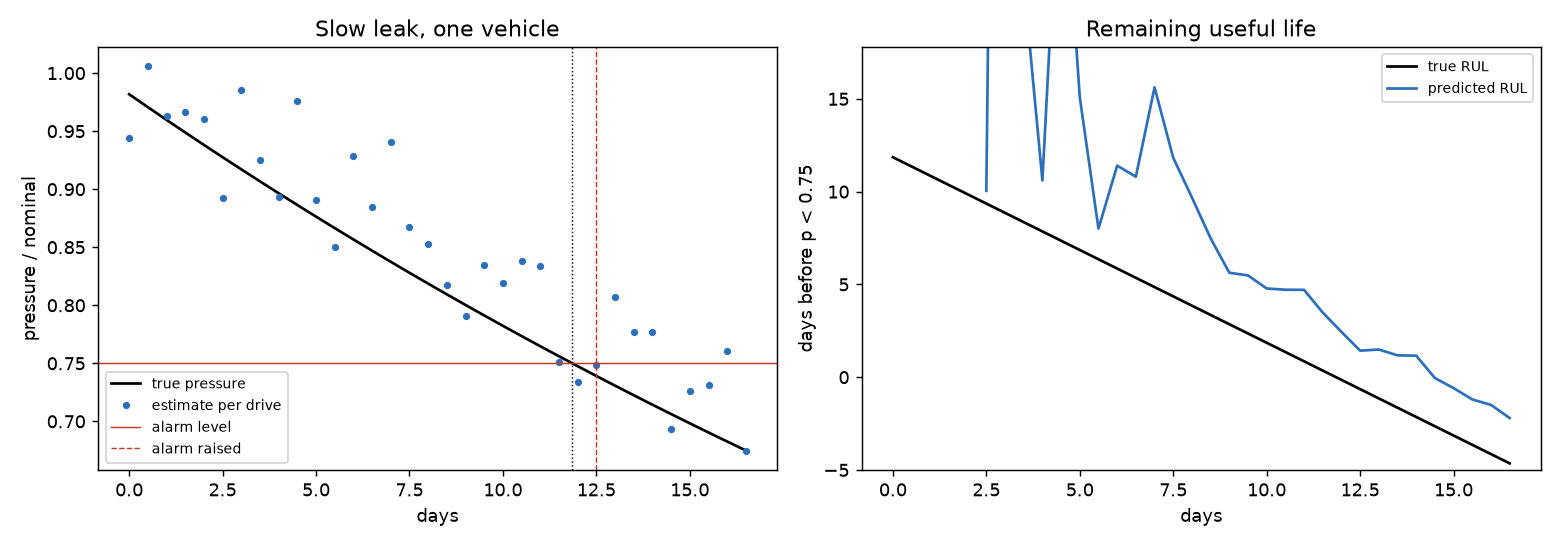 Slow leak, one vehicle
pressure / nominal
1.00
0.95
0.90
0.85
0.80
0.75
0.70
true pressure
estimate per drive
alarm level
alarm raised
0.0 2.5 5.0 7.5 10.0 12.5 15.0
days
Remaining useful life
days before p < 0.75
15
10
5
0
−5
true RUL
predicted RUL
0.0 2.5 5.0 7.5 10.0 12.5 15.0
days